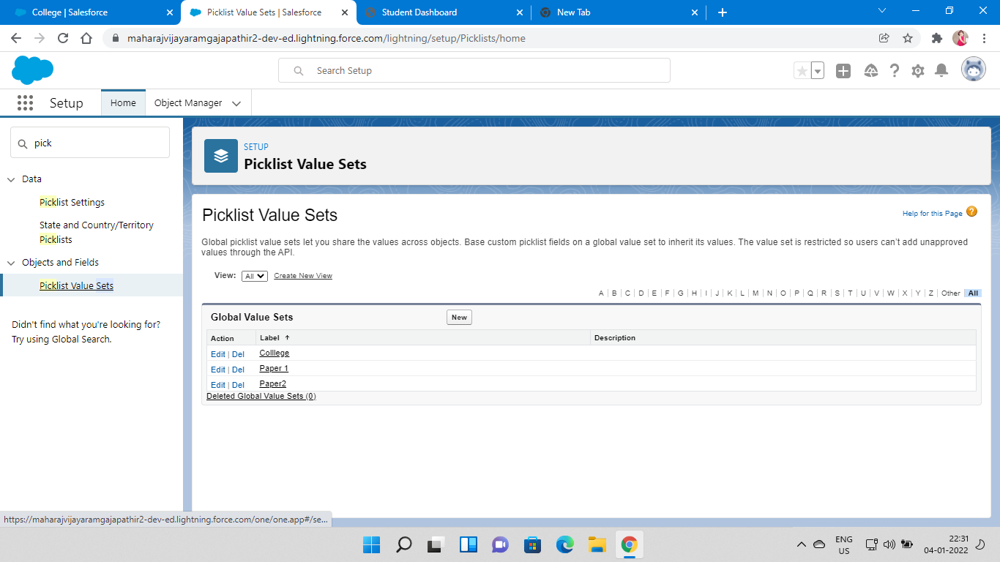 College | Salesforce
Picklist Value Sets | Salesforce
Student Dashboard
New Tab
maharajvijayaramgajapathir2-dev-ed.lightning.force.com/lightning/setup/Picklists/home
Search Setup
Setup
Home
Object Manager
pick
Data
Picklist Settings
State and Country/Territory
Picklists
Objects and Fields
Picklist Value Sets
Didn't find what you're looking for?
Try using Global Search.
SETUP
Picklist Value Sets
Picklist Value Sets
Help for this Page ?
Global picklist value sets let you share the values across objects. Base custom picklist fields on a global value set to inherit its values. The value set is restricted so users can't add unapproved
values through the API.
View: All Create New View
A | B | C | D | E | F | G | H | I | J | K | L | M | N | O | P | Q | R | S | T | U | V | W | X | Y | Z | Other All
Global Value Sets New
Action Label ↑ Description
Edit | Del Colllege
Edit | Del Paper 1
Edit | Del Paper2
Deleted Global Value Sets (0)
https://maharajvijayaramgajapathir2-dev-ed.lightning.force.com/one/one.app#/se...
ENG
US
22:31
04-01-2022